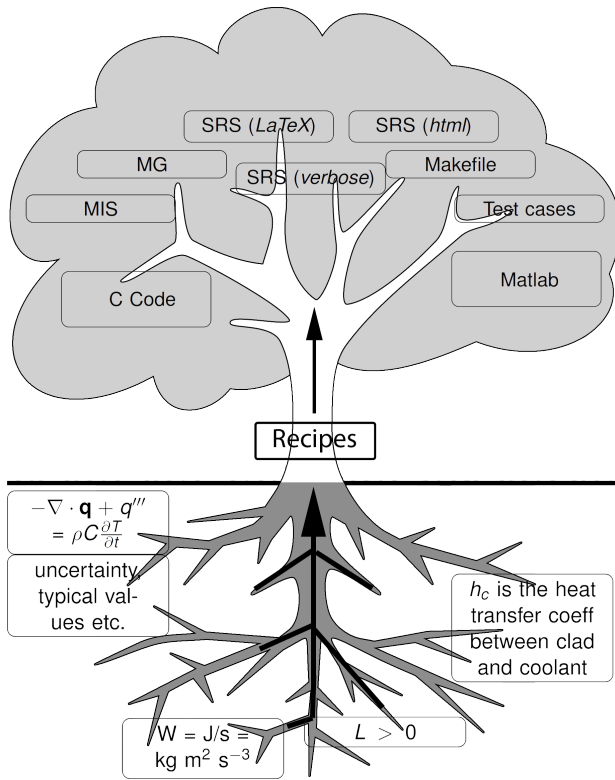 SRS (LaTeX)
SRS (html)
MG
SRS (verbose)
Makefile
MIS
Test cases
C Code
Matlab
Recipes
−∇ · q + q′′′
= ρC ∂T/∂t
uncertainty,
typical val-
ues etc.
h_c is the heat
transfer coeff
between clad
and coolant
W = J/s =
kg m² s⁻³
L > 0